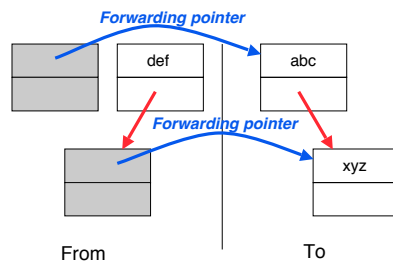 Forwarding pointer
def
abc
Forwarding pointer
xyz
From
To